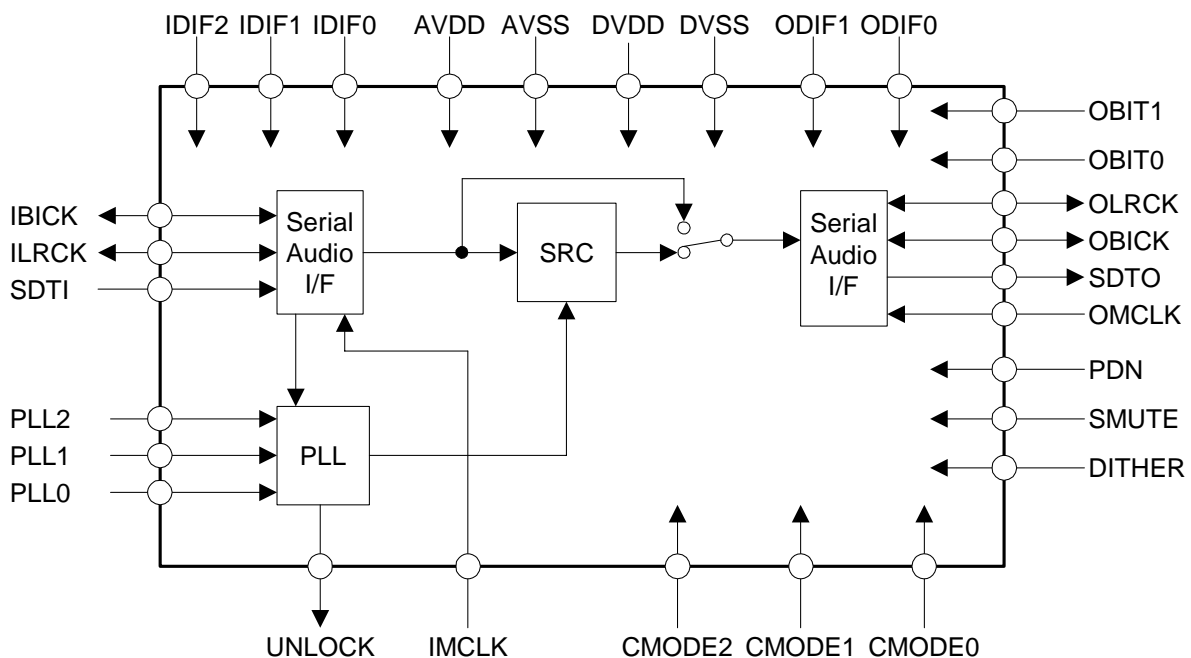 IDIF2 IDIF1 IDIF0 AVDD AVSS DVDD DVSS ODIF1 ODIF0
OBIT1
OBIT0
IBICK
ILRCK
SDTI
Serial
Audio
I/F
SRC
Serial
Audio
I/F
OLRCK
OBICK
SDTO
OMCLK
PDN
SMUTE
DITHER
PLL2
PLL1
PLL0
PLL
UNLOCK IMCLK CMODE2 CMODE1 CMODE0